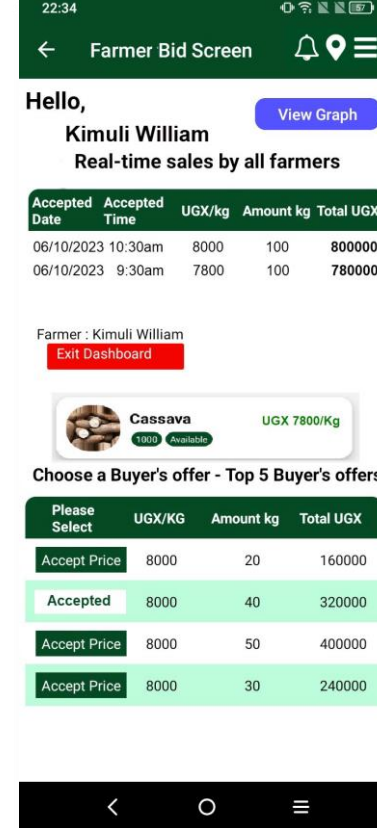 22:34
57
Farmer Bid Screen
Hello,
View Graph
Kimuli William
Real-time sales by all farmers
Accepted Date Accepted Time UGX/kg Amount kg Total UGX
06/10/2023 10:30am 8000 100 800000
06/10/2023 9:30am 7800 100 780000
Farmer : Kimuli William
Exit Dashboard
Cassava UGX 7800/Kg
1000 Available
Choose a Buyer's offer - Top 5 Buyer's offers
Please Select UGX/KG Amount kg Total UGX
Accept Price 8000 20 160000
Accepted 8000 40 320000
Accept Price 8000 50 400000
Accept Price 8000 30 240000